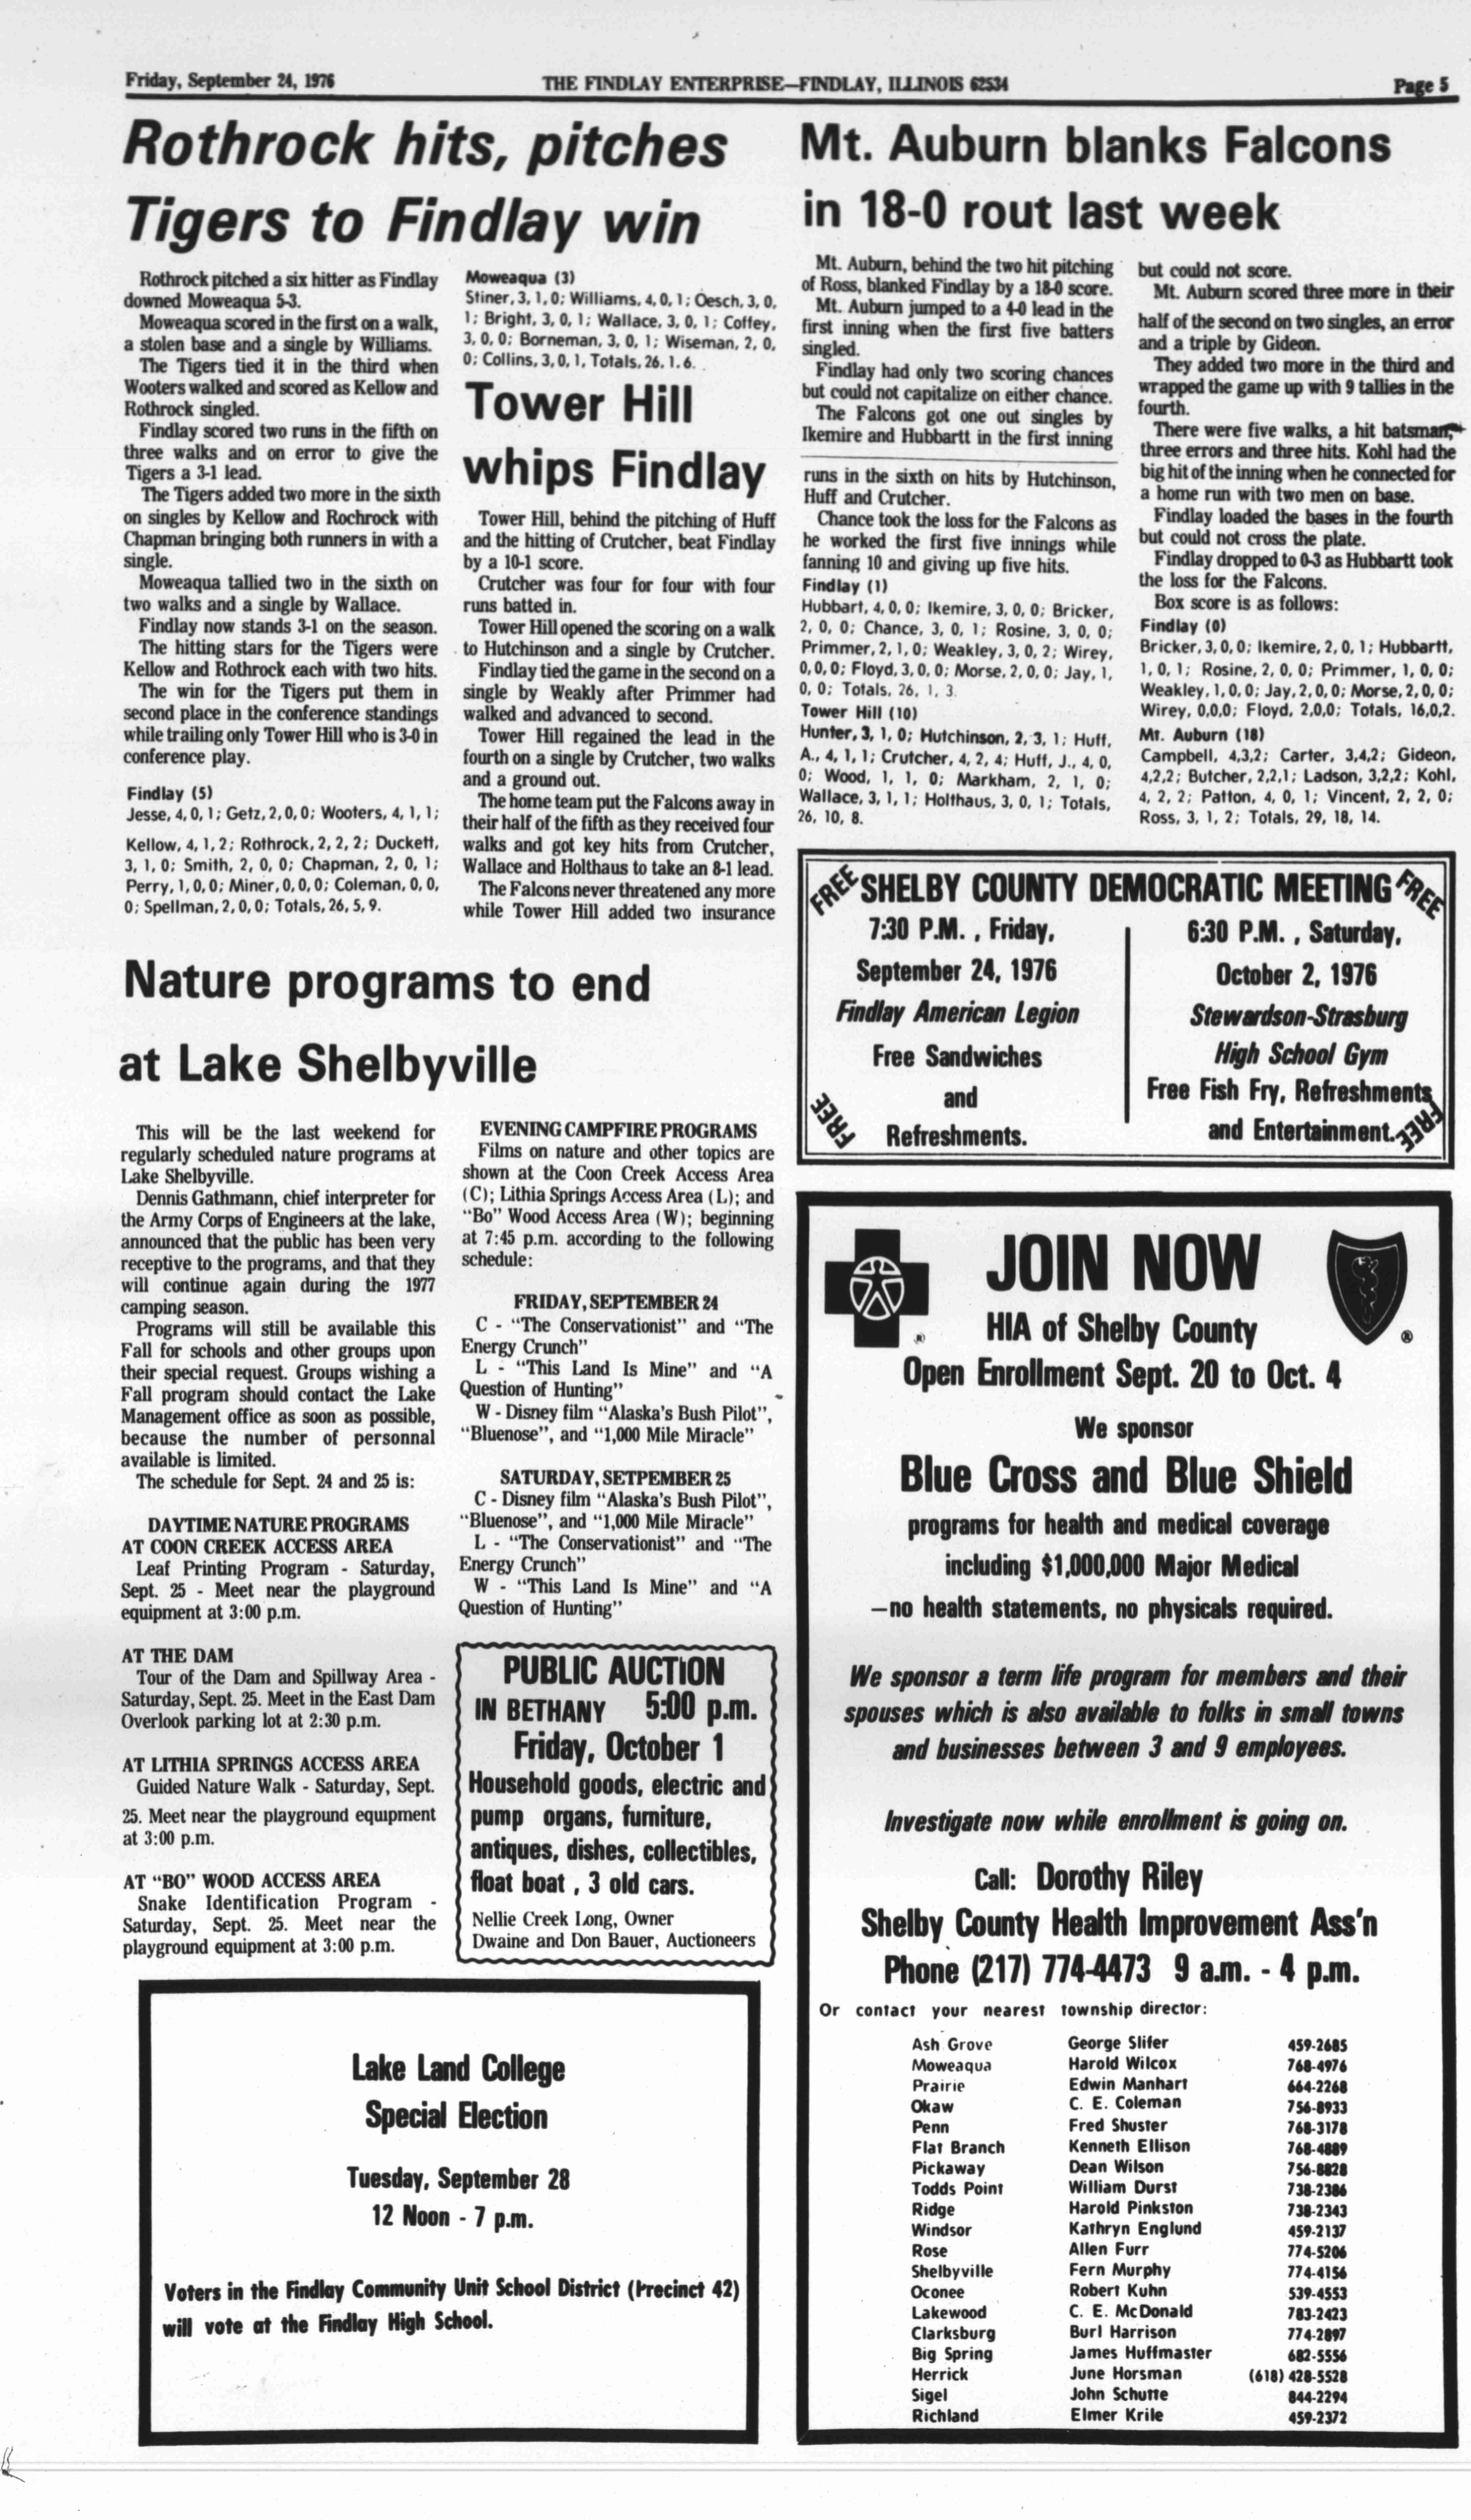 Friday, September 24, 1976
THE FINDLAY ENTERPRISE—FINDLAY, ILLINOIS 62534
Page 5
Rothrock hits, pitches
Tigers to Findlay win
Rothrock pitched a six hitter as Findlay
downed Moweaqua 5-3.
Moweaqua scored in the first on a walk,
a stolen base and a single by Williams.
The Tigers tied it in the third when
Wooters walked and scored as Kellow and
Rothrock singled.
Findlay scored two runs in the fifth on
three walks and on error to give the
Tigers a 3-1 lead.
The Tigers added two more in the sixth
on singles by Kellow and Rochrock with
Chapman bringing both runners in with a
single.
Moweaqua tallied two in the sixth on
two walks and a single by Wallace.
Findlay now stands 3-1 on the season.
The hitting stars for the Tigers were
Kellow and Rothrock each with two hits.
The win for the Tigers put them in
second place in the conference standings
while trailing only Tower Hill who is 3-0 in
conference play.
Findlay (5)
Jesse, 4, 0, 1; Getz, 2, 0, 0; Wooters, 4, 1, 1;
Kellow, 4, 1, 2; Rothrock, 2, 2, 2; Duckett,
3, 1, 0; Smith, 2, 0, 0; Chapman, 2, 0, 1;
Perry, 1, 0, 0; Miner, 0, 0, 0; Coleman, 0, 0,
0; Spellman, 2, 0, 0; Totals, 26, 5, 9.
Moweaqua (3)
Stiner, 3, 1, 0; Williams, 4, 0, 1; Oesch, 3, 0,
1; Bright, 3, 0, 1; Wallace, 3, 0, 1; Coffey,
3, 0, 0; Borneman, 3, 0, 1; Wiseman, 2, 0,
0; Collins, 3, 0, 1, Totals, 26, 1. 6.
Tower Hill
whips Findlay
Tower Hill, behind the pitching of Huff
and the hitting of Crutcher, beat Findlay
by a 10-1 score.
Crutcher was four for four with four
runs batted in.
Tower Hill opened the scoring on a walk
to Hutchinson and a single by Crutcher.
Findlay tied the game in the second on a
single by Weakly after Primmer had
walked and advanced to second.
Tower Hill regained the lead in the
fourth on a single by Crutcher, two walks
and a ground out.
The home team put the Falcons away in
their half of the fifth as they received four
walks and got key hits from Crutcher,
Wallace and Holthaus to take an 8-1 lead.
The Falcons never threatened any more
while Tower Hill added two insurance
runs in the sixth on hits by Hutchinson,
Huff and Crutcher.
Chance took the loss for the Falcons as
he worked the first five innings while
fanning 10 and giving up five hits.
Findlay (1)
Hubbart, 4, 0, 0; Ikemire, 3, 0, 0; Bricker,
2, 0, 0; Chance, 3, 0, 1; Rosine, 3, 0, 0;
Primmer, 2, 1, 0; Weakley, 3, 0, 2; Wirey,
0, 0, 0; Floyd, 3, 0, 0; Morse, 2, 0, 0; Jay, 1,
0, 0; Totals, 26, 1, 3.
Tower Hill (10)
Hunter, 3, 1, 0; Hutchinson, 2, 3, 1; Huff,
A., 4, 1, 1; Crutcher, 4, 2, 4; Huff, J., 4, 0,
0; Wood, 1, 1, 0; Markham, 2, 1, 0;
Wallace, 3, 1, 1; Holthaus, 3, 0, 1; Totals,
26, 10, 8.
Mt. Auburn blanks Falcons
in 18-0 rout last week
Mt. Auburn, behind the two hit pitching
of Ross, blanked Findlay by a 18-0 score.
Mt. Auburn jumped to a 4-0 lead in the
first inning when the first five batters
singled.
Findlay had only two scoring chances
but could not capitalize on either chance.
The Falcons got one out singles by
Ikemire and Hubbartt in the first inning
but could not score.
Mt. Auburn scored three more in their
half of the second on two singles, an error
and a triple by Gideon.
They added two more in the third and
wrapped the game up with 9 tallies in the
fourth.
There were five walks, a hit batsman,
three errors and three hits. Kohl had the
big hit of the inning when he connected for
a home run with two men on base.
Findlay loaded the bases in the fourth
but could not cross the plate.
Findlay dropped to 0-3 as Hubbartt took
the loss for the Falcons.
Box score is as follows:
Findlay (0)
Bricker, 3, 0, 0; Ikemire, 2, 0, 1; Hubbartt,
1, 0, 1; Rosine, 2, 0, 0; Primmer, 1, 0, 0;
Weakley, 1, 0, 0; Jay, 2, 0, 0; Morse, 2, 0, 0;
Wirey, 0,0,0; Floyd, 2,0,0; Totals, 16,0,2.
Mt. Auburn (18)
Campbell, 4,3,2; Carter, 3,4,2; Gideon,
4,2,2; Butcher, 2,2,1; Ladson, 3,2,2; Kohl,
4, 2, 2; Patton, 4, 0, 1; Vincent, 2, 2, 0;
Ross, 3, 1, 2; Totals, 29, 18, 14.
FREE SHELBY COUNTY DEMOCRATIC MEETING FREE
7:30 P.M. , Friday,
September 24, 1976
Findlay American Legion
Free Sandwiches
and
Refreshments.
FREE
6:30 P.M. , Saturday,
October 2, 1976
Stewardson-Strasburg
High School Gym
Free Fish Fry, Refreshments
and Entertainment.
FREE
Nature programs to end
at Lake Shelbyville
This will be the last weekend for
regularly scheduled nature programs at
Lake Shelbyville.
Dennis Gathmann, chief interpreter for
the Army Corps of Engineers at the lake,
announced that the public has been very
receptive to the programs, and that they
will continue again during the 1977
camping season.
Programs will still be available this
Fall for schools and other groups upon
their special request. Groups wishing a
Fall program should contact the Lake
Management office as soon as possible,
because the number of personnal
available is limited.
The schedule for Sept. 24 and 25 is:
DAYTIME NATURE PROGRAMS
AT COON CREEK ACCESS AREA
Leaf Printing Program - Saturday,
Sept. 25 - Meet near the playground
equipment at 3:00 p.m.
AT THE DAM
Tour of the Dam and Spillway Area -
Saturday, Sept. 25. Meet in the East Dam
Overlook parking lot at 2:30 p.m.
AT LITHIA SPRINGS ACCESS AREA
Guided Nature Walk - Saturday, Sept.
25. Meet near the playground equipment
at 3:00 p.m.
AT "BO" WOOD ACCESS AREA
Snake Identification Program -
Saturday, Sept. 25. Meet near the
playground equipment at 3:00 p.m.
EVENING CAMPFIRE PROGRAMS
Films on nature and other topics are
shown at the Coon Creek Access Area
(C); Lithia Springs Access Area (L); and
"Bo" Wood Access Area (W); beginning
at 7:45 p.m. according to the following
schedule:
FRIDAY, SEPTEMBER 24
C - "The Conservationist" and "The
Energy Crunch"
L - "This Land Is Mine" and "A
Question of Hunting"
W - Disney film "Alaska's Bush Pilot",
"Bluenose", and "1,000 Mile Miracle"
SATURDAY, SETPEMBER 25
C - Disney film "Alaska's Bush Pilot",
"Bluenose", and "1,000 Mile Miracle"
L - "The Conservationist" and "The
Energy Crunch"
W - "This Land Is Mine" and "A
Question of Hunting"
PUBLIC AUCTION
IN BETHANY 5:00 p.m.
Friday, October 1
Household goods, electric and
pump organs, furniture,
antiques, dishes, collectibles,
float boat , 3 old cars.
Nellie Creek Long, Owner
Dwaine and Don Bauer, Auctioneers
Lake Land College
Special Election
Tuesday, September 28
12 Noon - 7 p.m.
Voters in the Findlay Community Unit School District (Precinct 42)
will vote at the Findlay High School.
JOIN NOW
HIA of Shelby County
Open Enrollment Sept. 20 to Oct. 4
We sponsor
Blue Cross and Blue Shield
programs for health and medical coverage
including $1,000,000 Major Medical
—no health statements, no physicals required.
We sponsor a term life program for members and their
spouses which is also available to folks in small towns
and businesses between 3 and 9 employees.
Investigate now while enrollment is going on.
Call: Dorothy Riley
Shelby County Health Improvement Ass'n
Phone (217) 774-4473 9 a.m. - 4 p.m.
Or contact your nearest township director:
Ash Grove George Slifer 459-2685
Moweaqua Harold Wilcox 768-4976
Prairie Edwin Manhart 664-2268
Okaw C. E. Coleman 756-8933
Penn Fred Shuster 768-3178
Flat Branch Kenneth Ellison 768-4889
Pickaway Dean Wilson 756-8828
Todds Point William Durst 738-2386
Ridge Harold Pinkston 738-2343
Windsor Kathryn Englund 459-2137
Rose Allen Furr 774-5206
Shelbyville Fern Murphy 774-4156
Oconee Robert Kuhn 539-4553
Lakewood C. E. McDonald 783-2423
Clarksburg Burl Harrison 774-2897
Big Spring James Huffmaster 682-5556
Herrick June Horsman (618) 428-5528
Sigel John Schutte 844-2294
Richland Elmer Krile 459-2372